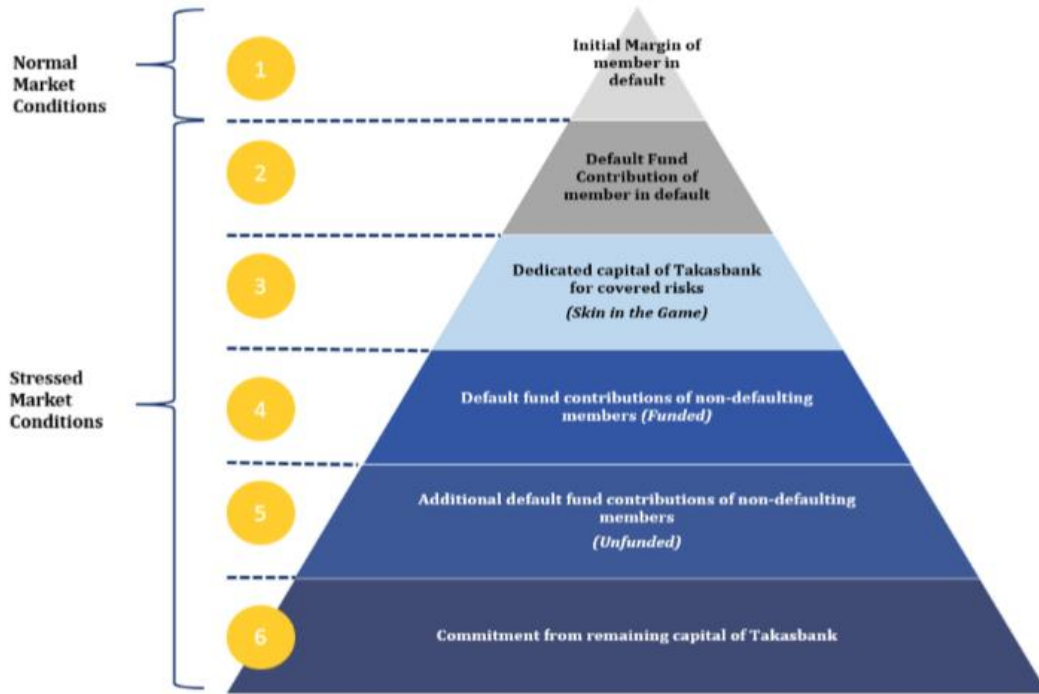 Normal
Market
Conditions
1
Initial Margin of
member in
default
2
Default Fund
Contribution of
member in default
3
Dedicated capital of Takasbank
for covered risks
(Skin in the Game)
Stressed
Market
Conditions
4
Default fund contributions of non-defaulting
members (Funded)
5
Additional default fund contributions of non-defaulting
members
(Unfunded)
6
Commitment from remaining capital of Takasbank